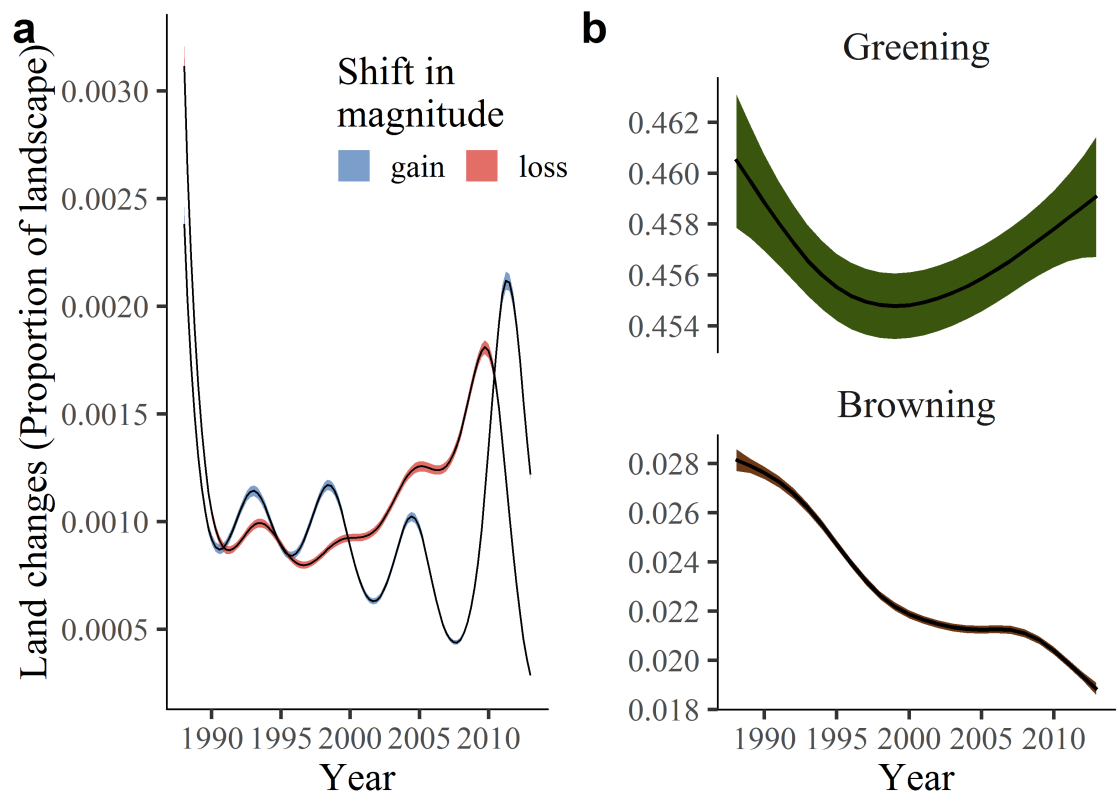 a
Land changes (Proportion of landscape)
0.0030
0.0025
0.0020
0.0015
0.0010
0.0005
Shift in
magnitude
gain loss
1990 1995 2000 2005 2010
Year
b
Greening
0.462
0.460
0.458
0.456
0.454
Browning
0.028
0.026
0.024
0.022
0.020
0.018
1990 1995 2000 2005 2010
Year